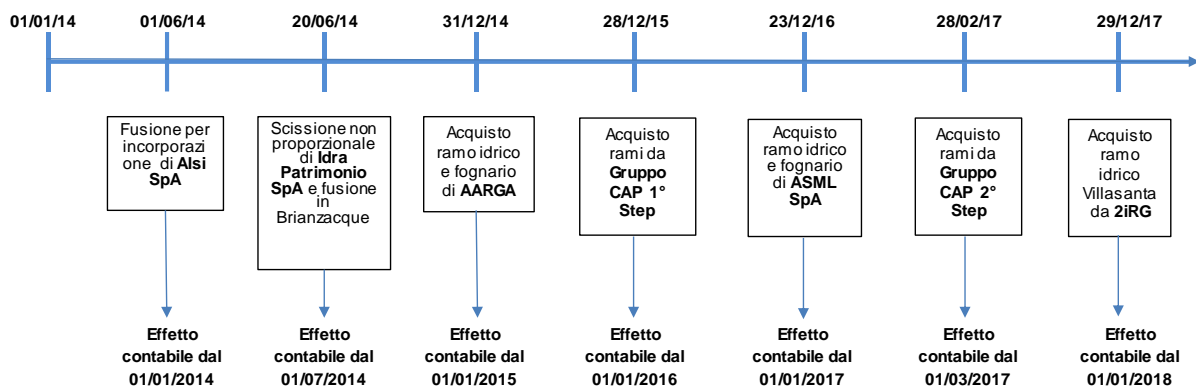 01/01/14 01/06/14 20/06/14 31/12/14 28/12/15 23/12/16 28/02/17 29/12/17
Fusione per
incorporazi
one di Alsi
SpA
Scissione non
proporzionale
di Idra
Patrimonio
SpA e fusione
in
Brianzacque
Acquisto
ramo idrico
e fognario
di AARGA
Acquisto
rami da
Gruppo
CAP 1°
Step
Acquisto
ramo idrico
e fognario
di ASML
SpA
Acquisto
rami da
Gruppo
CAP 2°
Step
Acquisto
ramo
idrico
Villasanta
da 2iRG
Effetto
contabile dal
01/01/2014
Effetto
contabile dal
01/07/2014
Effetto
contabile dal
01/01/2015
Effetto
contabile dal
01/01/2016
Effetto
contabile dal
01/01/2017
Effetto
contabile dal
01/03/2017
Effetto
contabile dal
01/01/2018